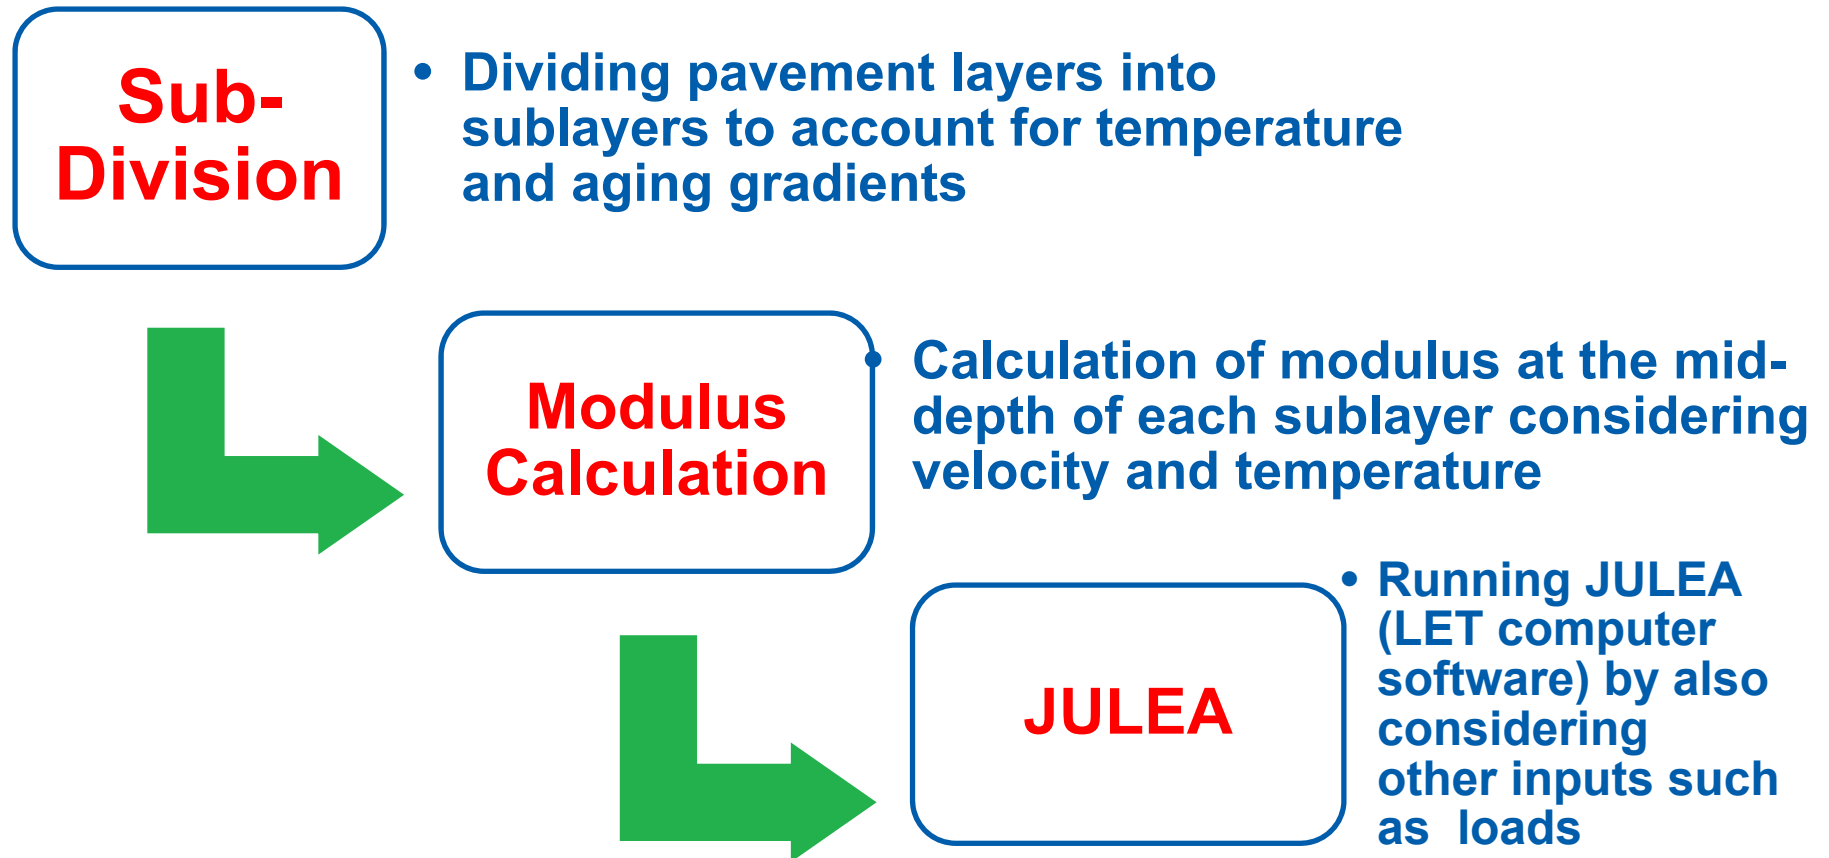 Sub-
Division
• Dividing pavement layers into
sublayers to account for temperature
and aging gradients
Modulus
Calculation
• Calculation of modulus at the mid-
depth of each sublayer considering
velocity and temperature
JULEA
• Running JULEA
(LET computer
software) by also
considering
other inputs such
as loads